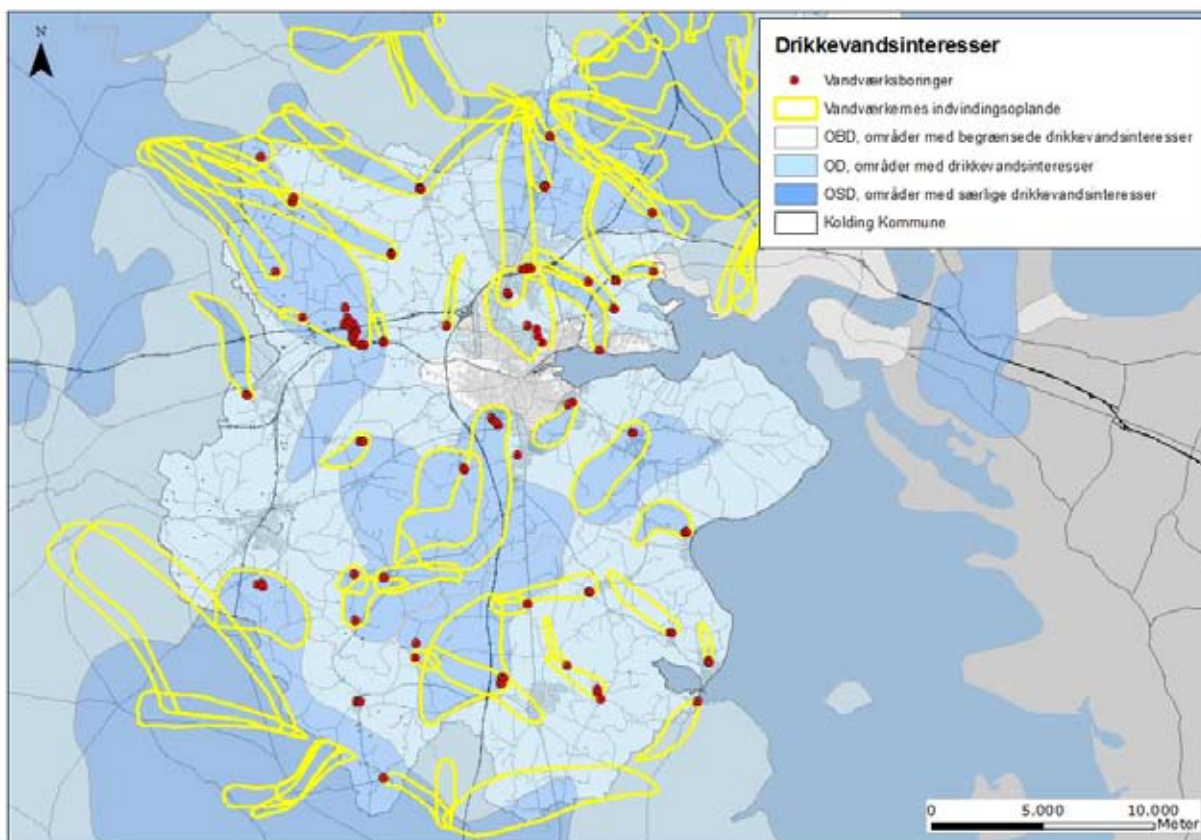 N
Drikkevandsinteresser
Vandværksboringer
Vandværkernes indvindingsoplande
OBD, områder med begrænsede drikkevandsinteresser
OD, områder med drikkevandsinteresser
OSD, områder med særlige drikkevandsinteresser
Kolding Kommune
0 5.000 10.000
Meter